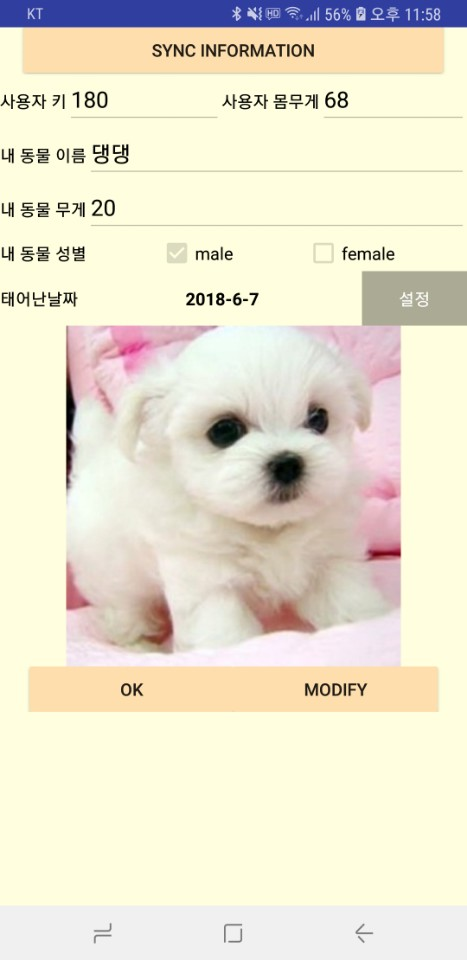 KT HD 56% 오후 11:58
SYNC INFORMATION
사용자 키 180 사용자 몸무게 68
내 동물 이름 댕댕
내 동물 무게 20
내 동물 성별 male female
태어난날짜 2018-6-7 설정
OK MODIFY